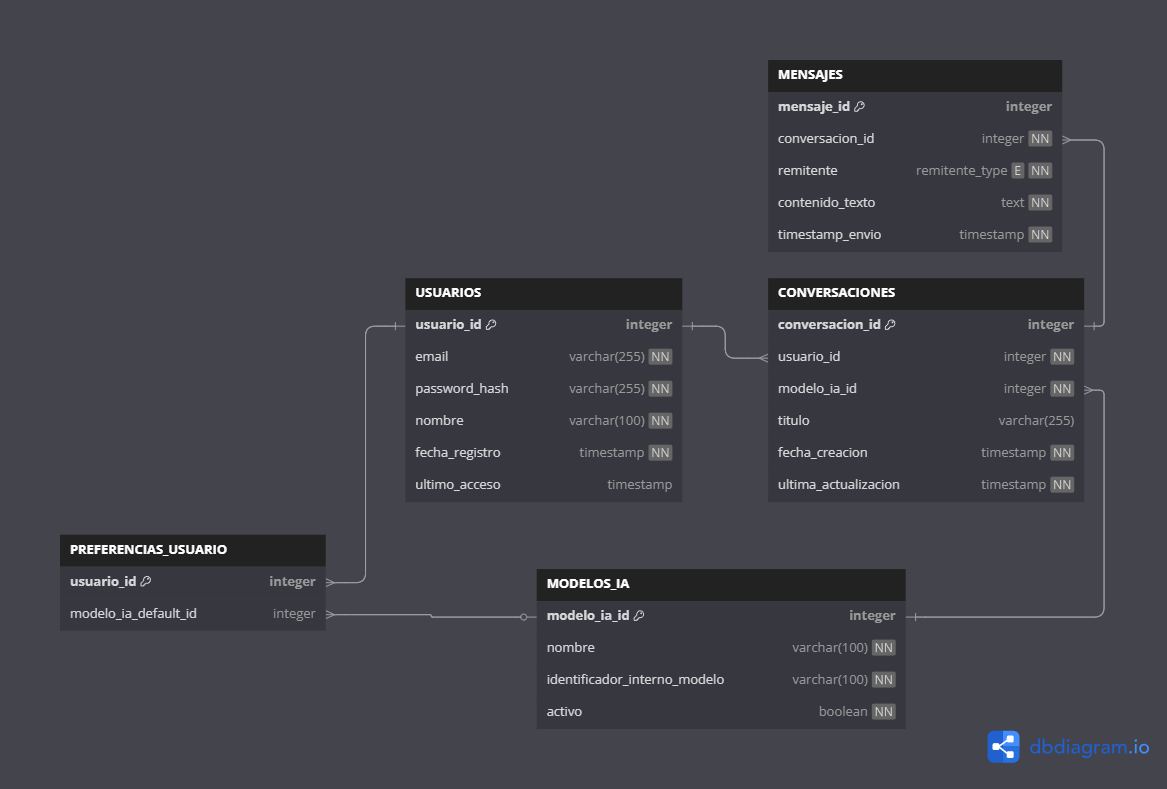 MENSAJES
mensaje_id integer
conversacion_id integer NN
remitente remitente_type E NN
contenido_texto text NN
timestamp_envio timestamp NN
USUARIOS
usuario_id integer
email varchar(255) NN
password_hash varchar(255) NN
nombre varchar(100) NN
fecha_registro timestamp NN
ultimo_acceso timestamp
CONVERSACIONES
conversacion_id integer
usuario_id integer NN
modelo_ia_id integer NN
titulo varchar(255)
fecha_creacion timestamp NN
ultima_actualizacion timestamp NN
PREFERENCIAS_USUARIO
usuario_id integer
modelo_ia_default_id integer
MODELOS_IA
modelo_ia_id integer
nombre varchar(100) NN
identificador_interno_modelo varchar(100) NN
activo boolean NN
dbdiagram.io